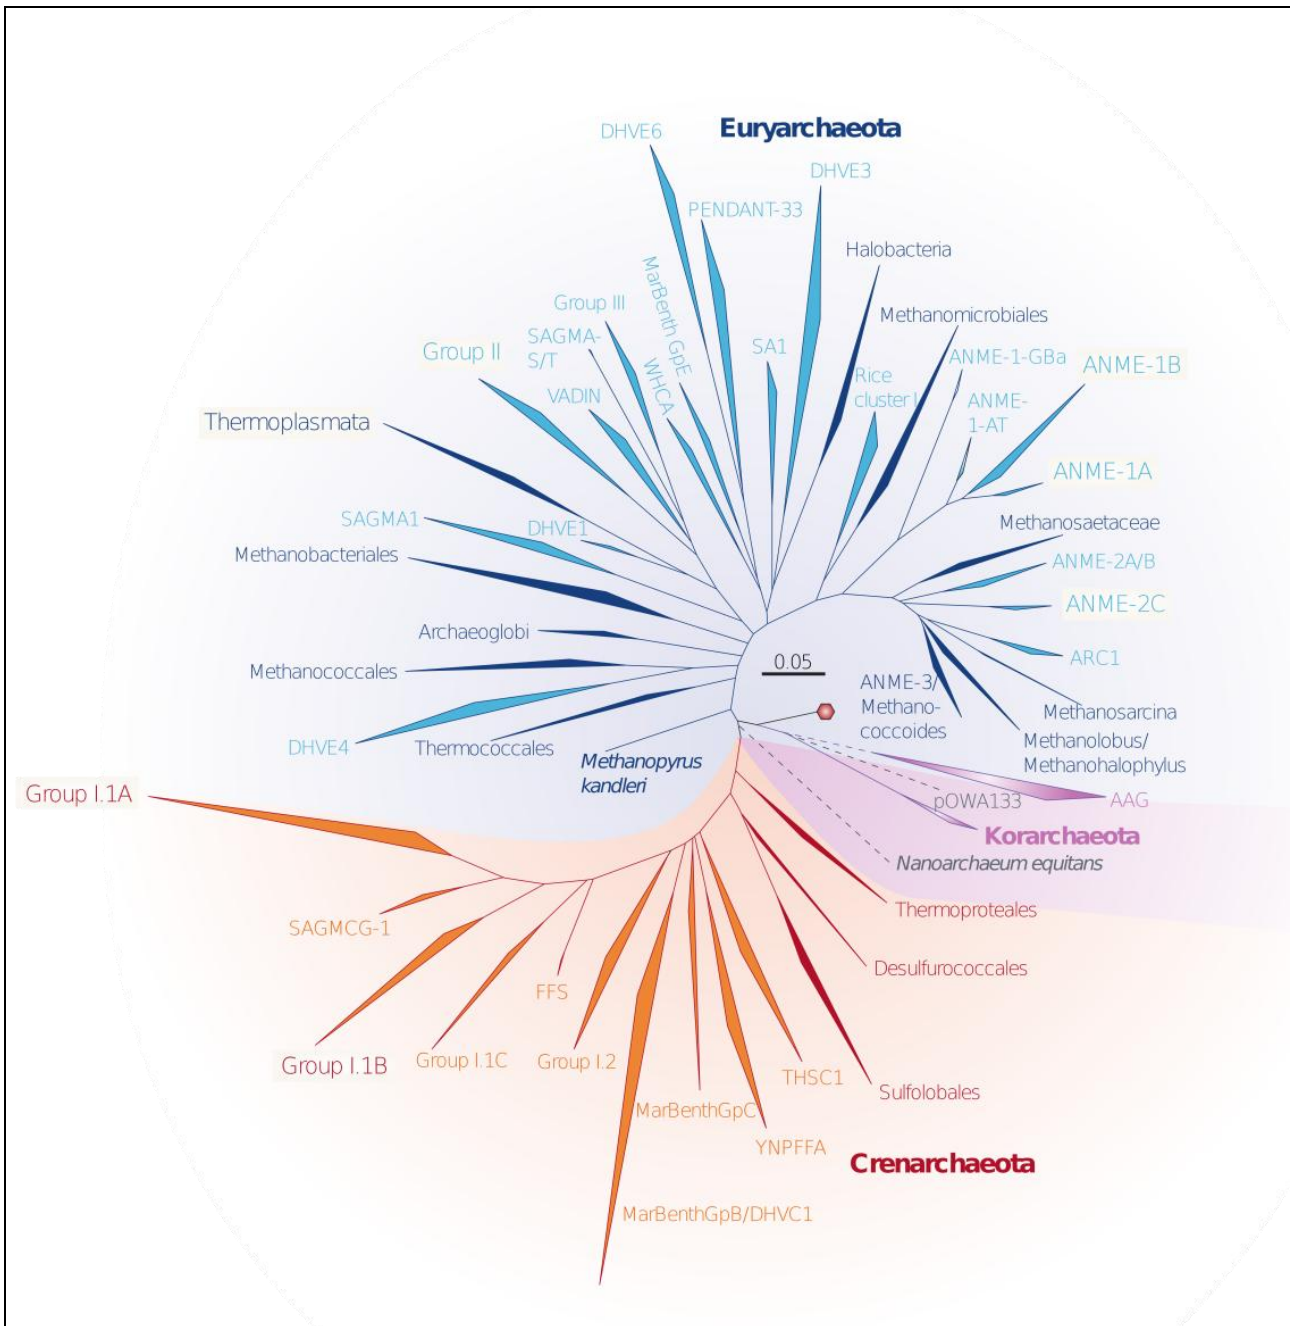 Euryarchaeota
DHVE6
DHVE3
PENDANT-33
Halobacteria
MarBenth GpE
Group III
Methanomicrobiales
SAGMA-
S/T
Group II
SA1
ANME-1-GBa
ANME-1B
WHCA
Rice
cluster I
VADIN
ANME-
1-AT
Thermoplasmata
ANME-1A
SAGMA1
DHVE1
Methanosaetaceae
Methanobacteriales
ANME-2A/B
ANME-2C
Archaeoglobi
ARC1
0.05
Methanococcales
ANME-3/
Methano-
coccoides
Methanosarcina
DHVE4
Thermococcales
Methanolobus/
Methanohalophylus
Methanopyrus
kandleri
Group I.1A
pOWA133
AAG
Korarchaeota
Nanoarchaeum equitans
Thermoproteales
SAGMCG-1
Desulfurococcales
FFS
Group I.1B
Group I.1C
Group I.2
THSC1
Sulfolobales
MarBenthGpC
YNPFFA
Crenarchaeota
MarBenthGpB/DHVC1